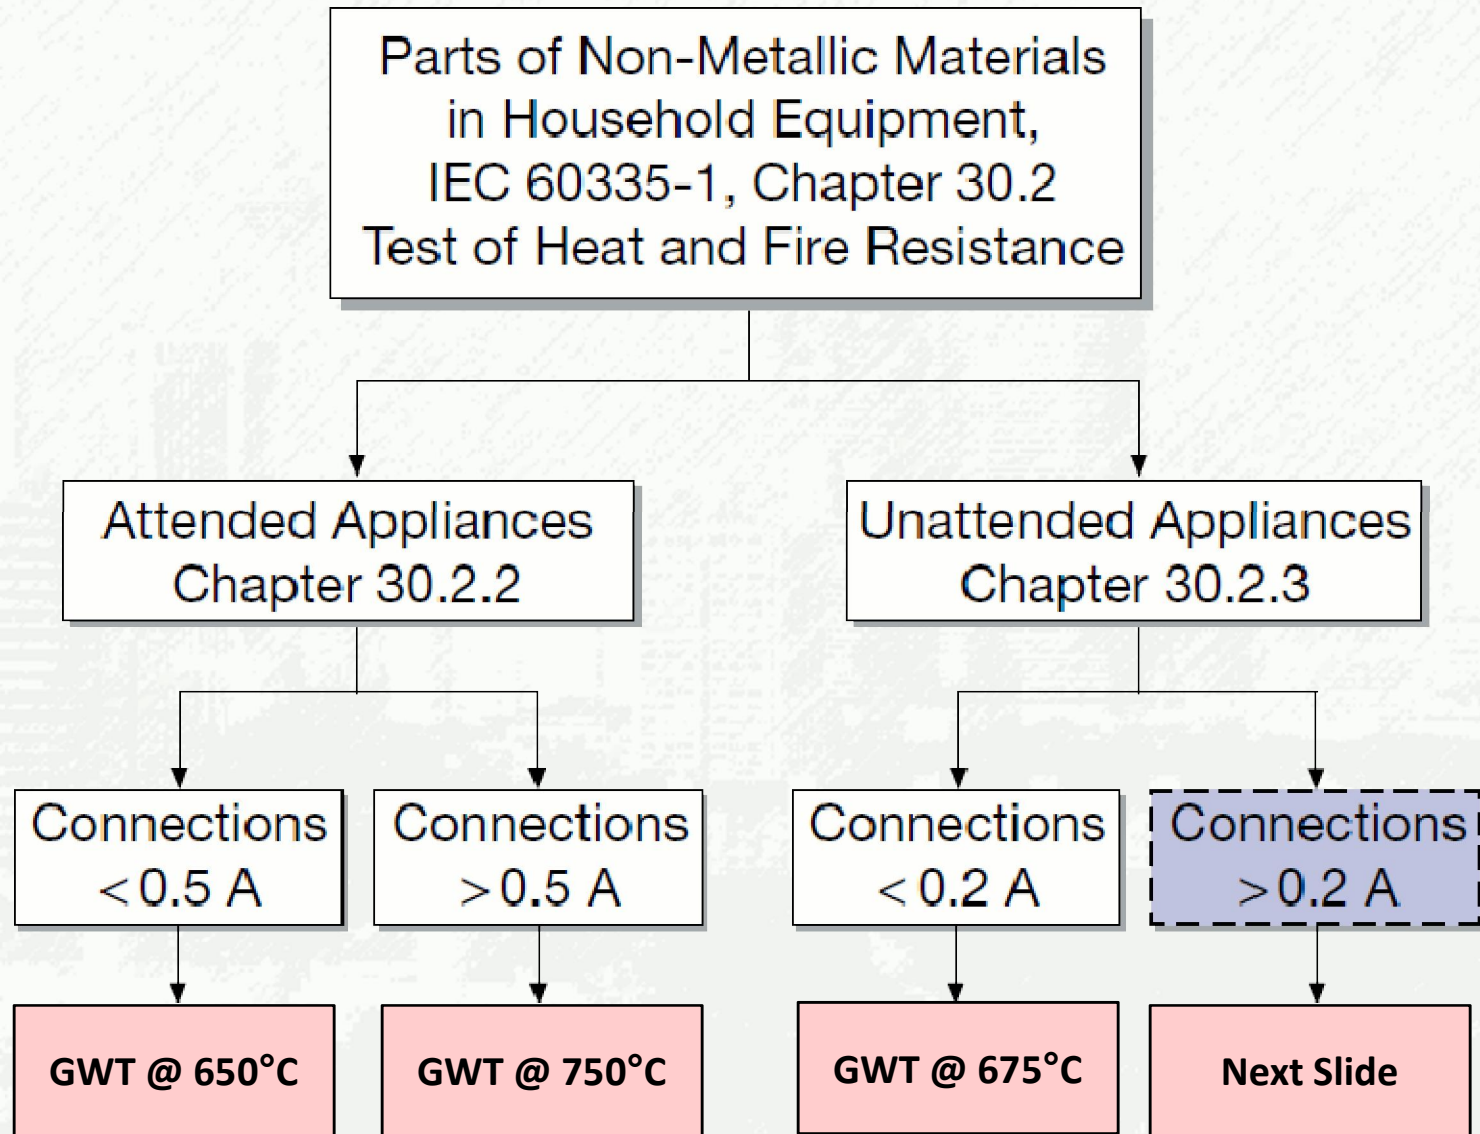 Parts of Non-Metallic Materials
in Household Equipment,
IEC 60335-1, Chapter 30.2
Test of Heat and Fire Resistance
Attended Appliances
Chapter 30.2.2
Unattended Appliances
Chapter 30.2.3
Connections
<0.5 A
Connections
>0.5 A
Connections
<0.2 A
Connections
>0.2 A
GWT @ 650°C
GWT @ 750°C
GWT @ 675°C
Next Slide